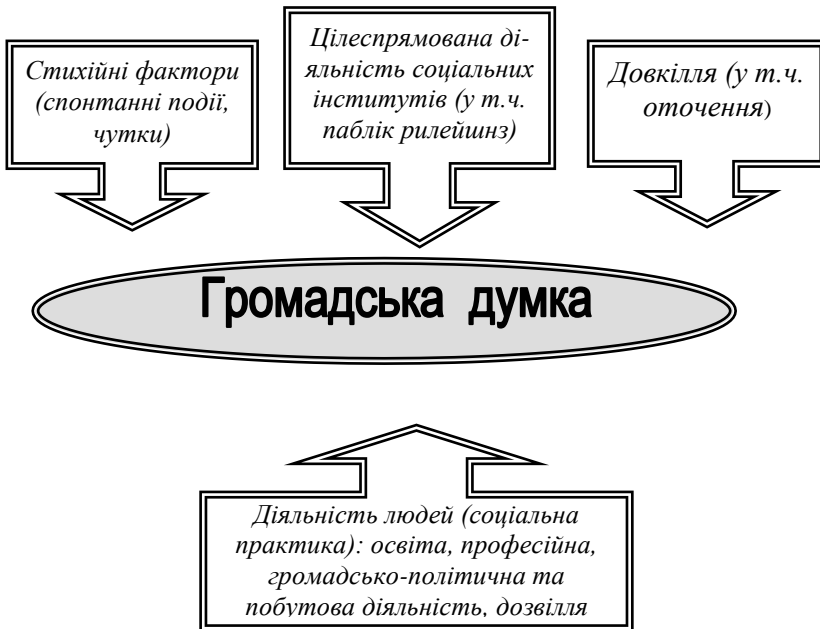 Стихійні фактори
(спонтанні події,
чутки)
Цілеспрямована ді-
яльність соціальних
інститутів (у т.ч.
паблік рилейшнз)
Довкілля (у т.ч.
оточення)
Громадська думка
Діяльність людей (соціальна
практика): освіта, професійна,
громадсько-політична та
побутова діяльність, дозвілля